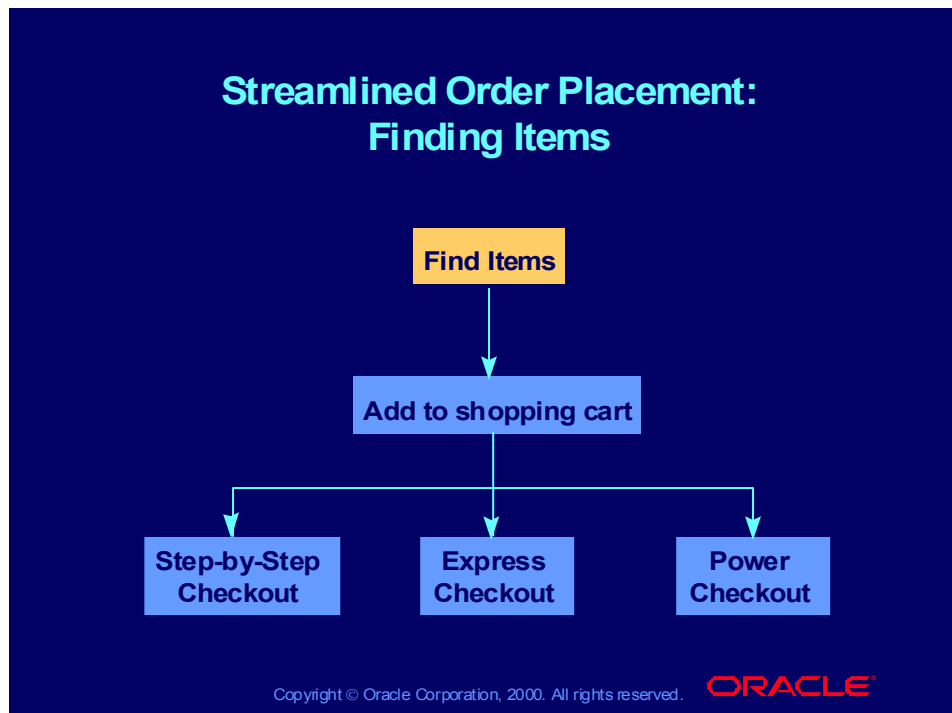 Streamlined Order Placement:
Finding Items
Find Items
Add to shopping cart
Step-by-Step
Checkout
Express
Checkout
Power
Checkout
Copyright © Oracle Corporation, 2000. All rights reserved.
ORACLE®